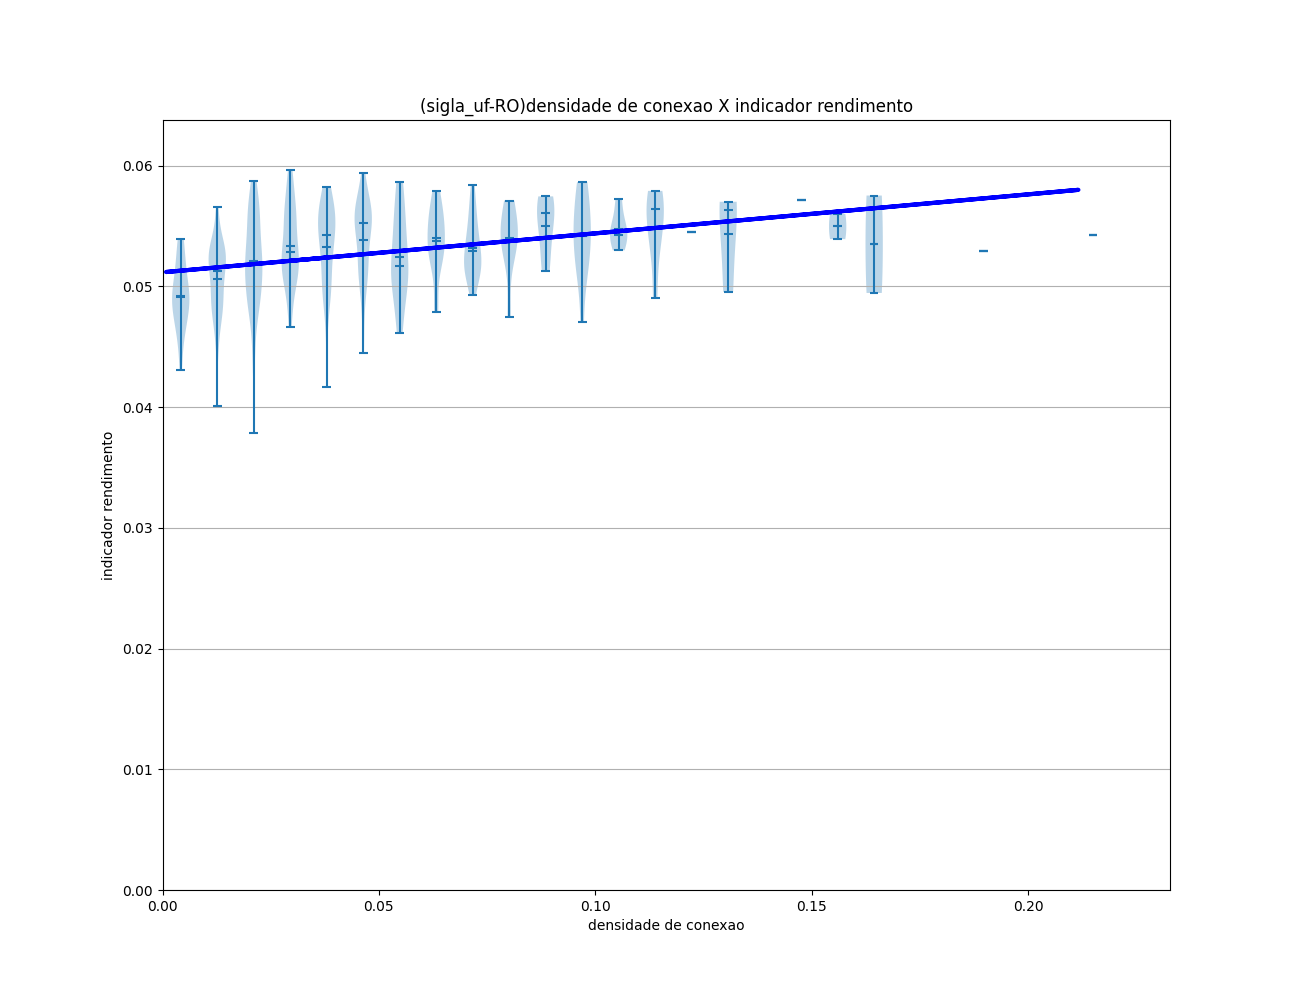 (sigla_uf-RO)densidade de conexao X indicador rendimento
0.06
0.05
0.04
0.03
0.02
0.01
0.00
indicador rendimento
0.00 0.05 0.10 0.15 0.20
densidade de conexao